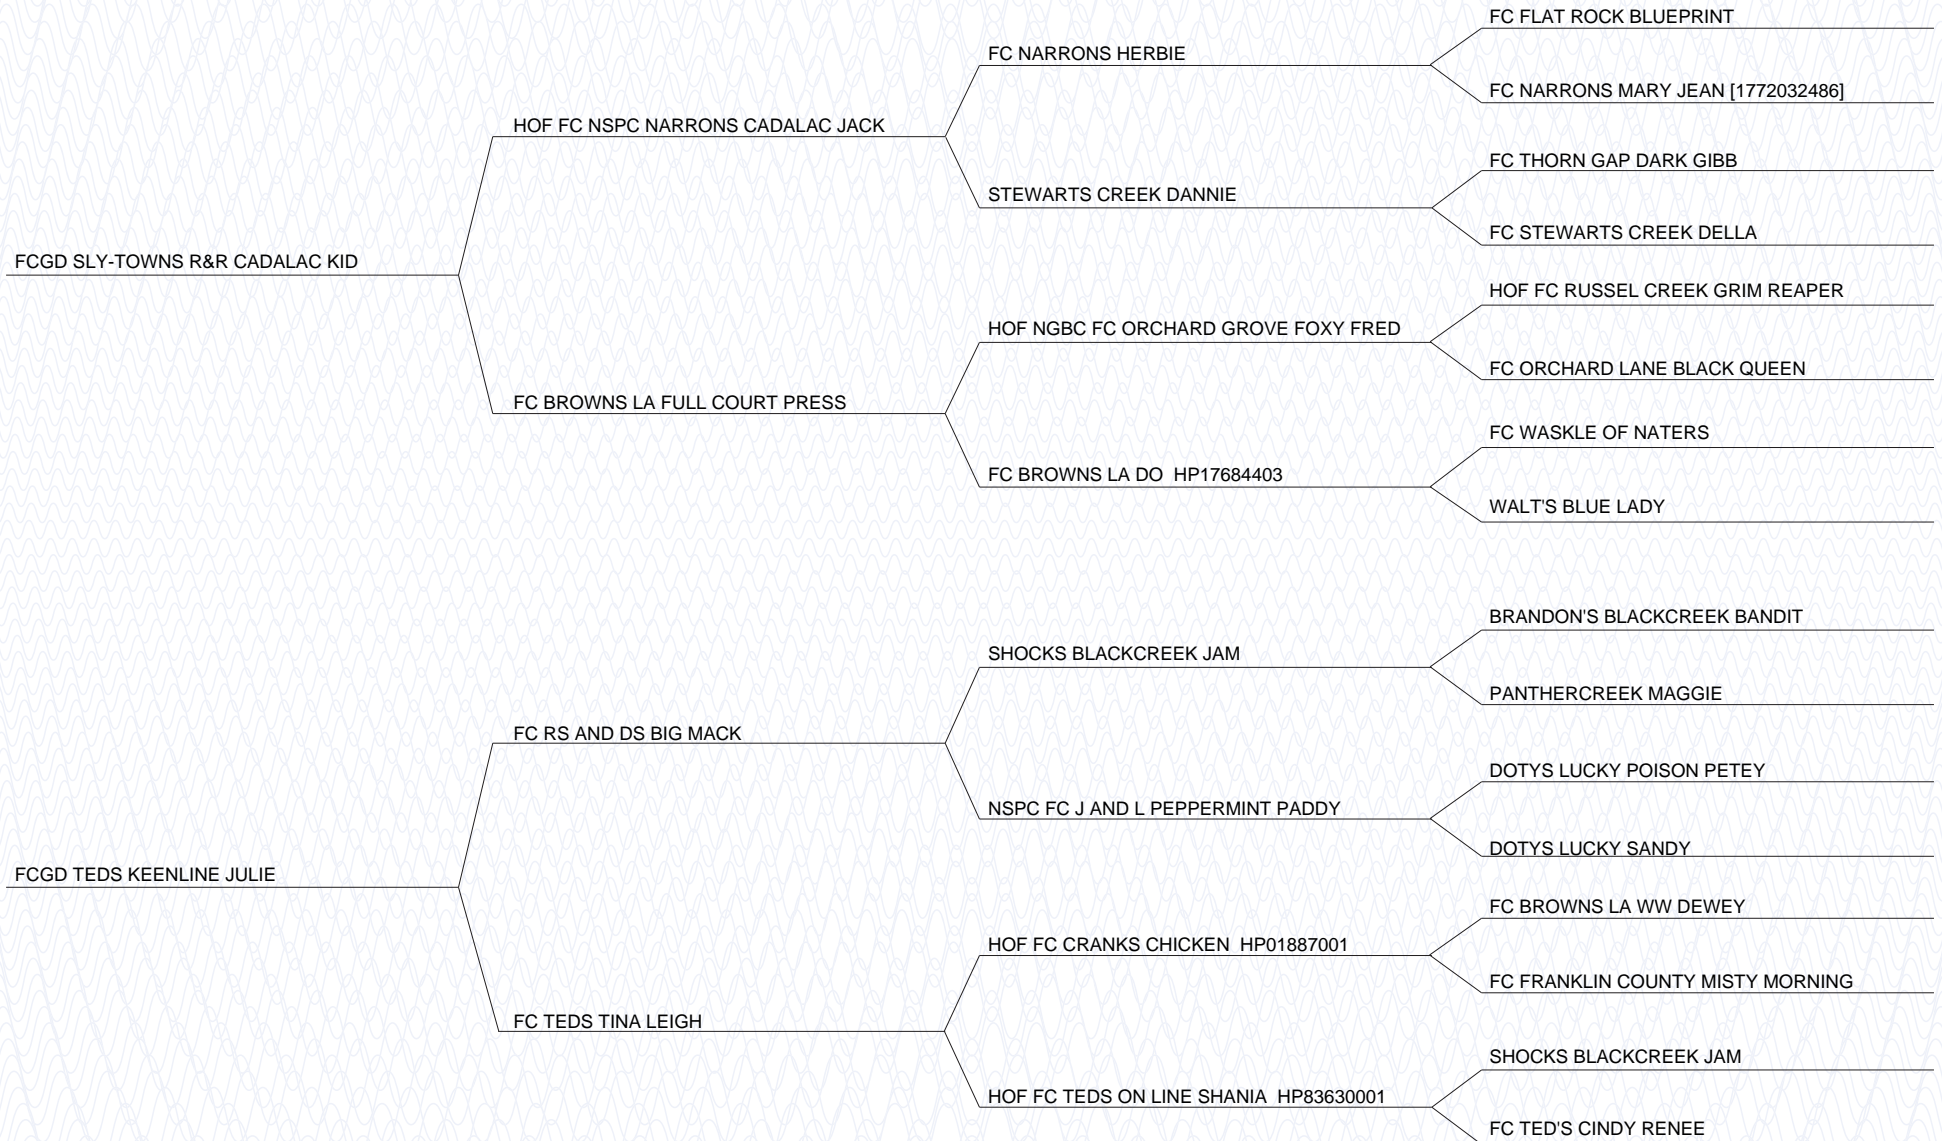 FC FLAT ROCK BLUEPRINT
FC NARRONS HERBIE
FC NARRONS MARY JEAN [1772032486]
HOF FC NSPC NARRONS CADALAC JACK
FC THORN GAP DARK GIBB
STEWARTS CREEK DANNIE
FC STEWARTS CREEK DELLA
FCGD SLY-TOWNS R&R CADALAC KID
HOF FC RUSSEL CREEK GRIM REAPER
HOF NGBC FC ORCHARD GROVE FOXY FRED
FC ORCHARD LANE BLACK QUEEN
FC BROWNS LA FULL COURT PRESS
FC WASKLE OF NATERS
FC BROWNS LA DO  HP17684403
WALT'S BLUE LADY
BRANDON'S BLACKCREEK BANDIT
SHOCKS BLACKCREEK JAM
PANTHERCREEK MAGGIE
FC RS AND DS BIG MACK
DOTYS LUCKY POISON PETEY
NSPC FC J AND L PEPPERMINT PADDY
DOTYS LUCKY SANDY
FCGD TEDS KEENLINE JULIE
FC BROWNS LA WW DEWEY
HOF FC CRANKS CHICKEN  HP01887001
FC FRANKLIN COUNTY MISTY MORNING
FC TEDS TINA LEIGH
SHOCKS BLACKCREEK JAM
HOF FC TEDS ON LINE SHANIA  HP83630001
FC TED'S CINDY RENEE